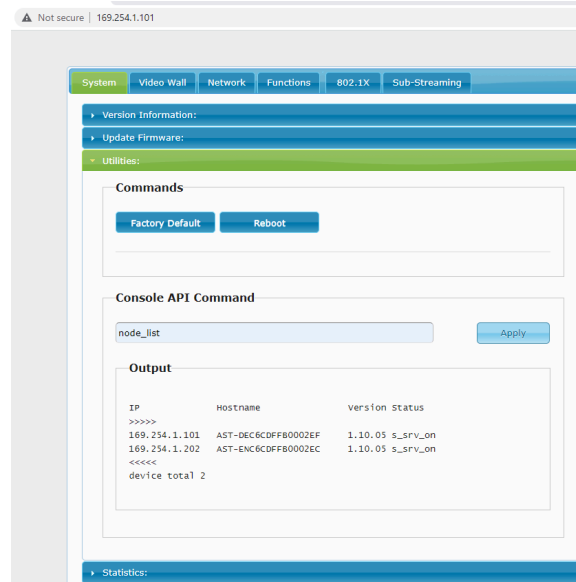 Not secure | 169.254.1.101
System Video Wall Network Functions 802.1X Sub-Streaming
Version Information:
Update Firmware:
Utilities:
Commands
Factory Default Reboot
Console API Command
node_list Apply
Output
IP Hostname Version Status
>>>>>
169.254.1.101 AST-DEC6CDFFB0002EF 1.10.05 s_srv_on
169.254.1.202 AST-ENC6CDFFB0002EC 1.10.05 s_srv_on
<<<<<
device total 2
Statistics: